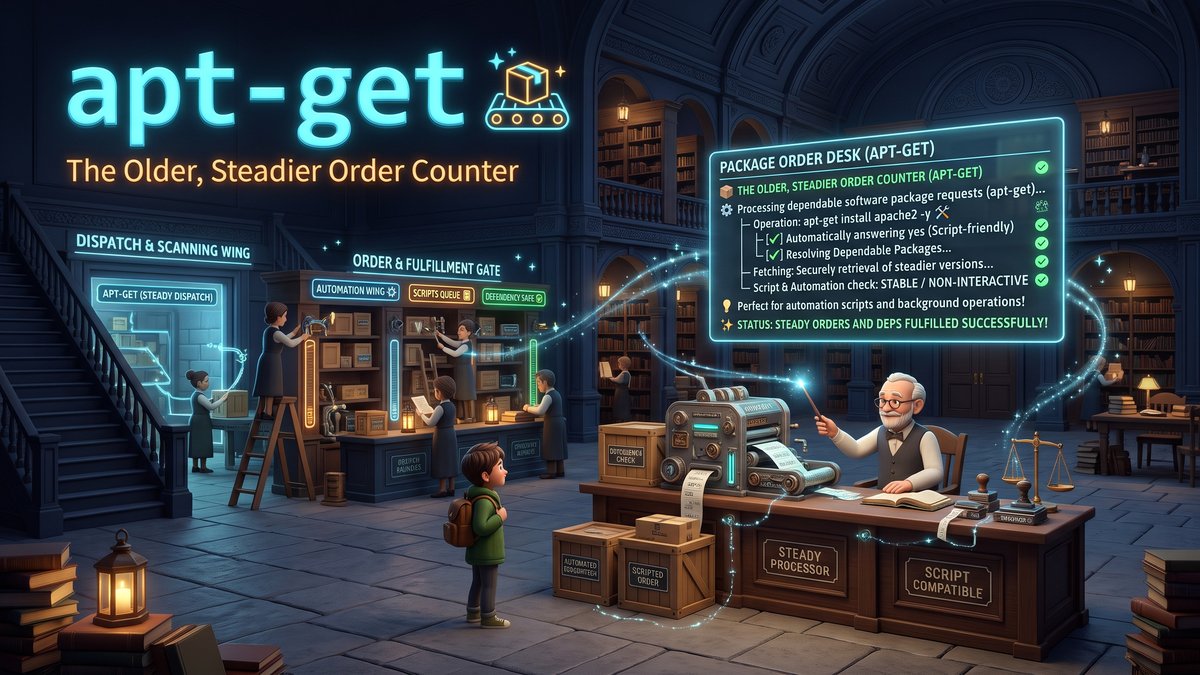 apt-get
The Older, Steadier Order Counter
DISPATCH & SCANNING WING
APT-GET (STEADY DISPATCH)
ORDER & FULFILLMENT GATE
AUTOMATION WING
SCRIPTS QUEUE
DEPENDENCY SAFE
PACKAGE ORDER DESK (APT-GET)
THE OLDER, STEADIER ORDER COUNTER (APT-GET)
Processing dependable software package requests (apt-get)...
Operation: apt-get install apache2 -y
[✓] Automatically answering yes (Script-friendly)
[✓] Resolving Dependable Packages...
Fetching: Securely retrieval of steadier versions...
Script & Automation check: STABLE / NON-INTERACTIVE
Perfect for automation scripts and background operations!
STATUS: STEADY ORDERS AND DEPS FULFILLED SUCCESSFULLY!
CHECK
AUTOMATED
SCRIPTED
ORDER
STEADY
PROCESSOR
SCRIPT
COMPATIBLE